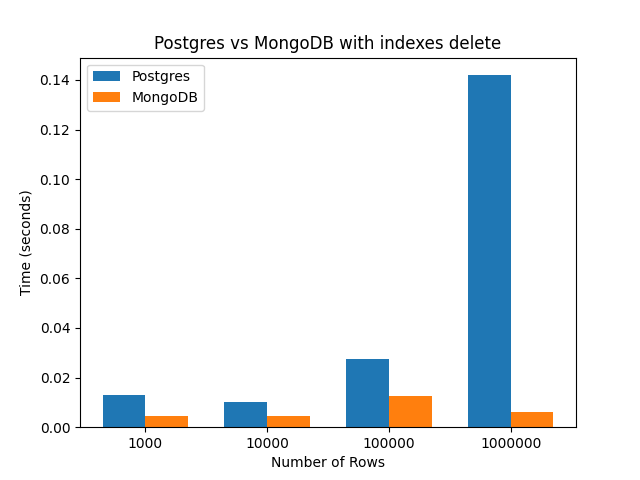 Postgres vs MongoDB with indexes delete
Postgres
MongoDB
0.14
0.12
0.10
0.08
0.06
0.04
0.02
0.00
Time (seconds)
1000 10000 100000 1000000
Number of Rows